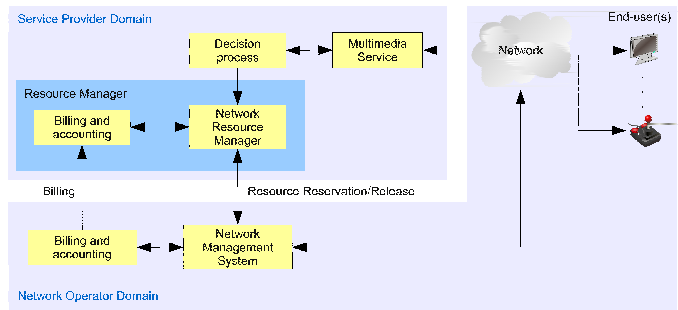 Service Provider Domain
End-user(s)
Decision
process
Multimedia
Service
Network
Resource Manager
Billing and
accounting
Network
Resource
Manager
Billing
Resource Reservation/Release
Billing and
accounting
Network
Management
System
Network Operator Domain